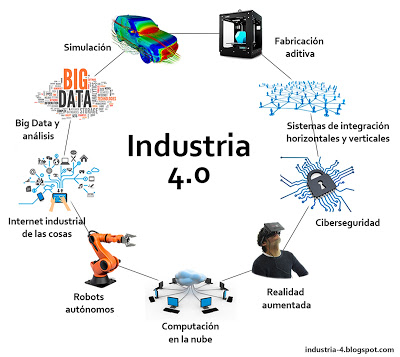 Simulación
Fabricación
aditiva
BIG
DATA
STORAGE
Big Data y
análisis
Sistemas de integración
horizontales y verticales
Industria
4.0
Internet industrial
de las cosas
Ciberseguridad
Robots
autónomos
Realidad
aumentada
Computación
en la nube
industria-4.blogspot.com